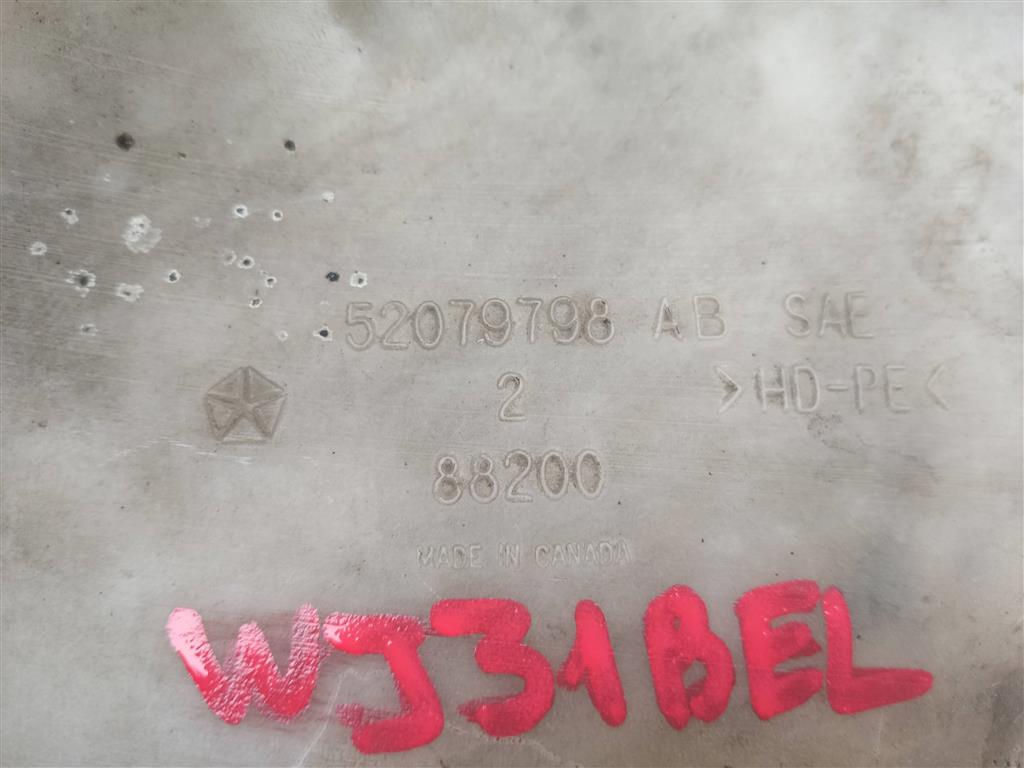 52079798 AB SAE
2 >HD-PE<
88200
MADE IN CANADA
WJ31BEL